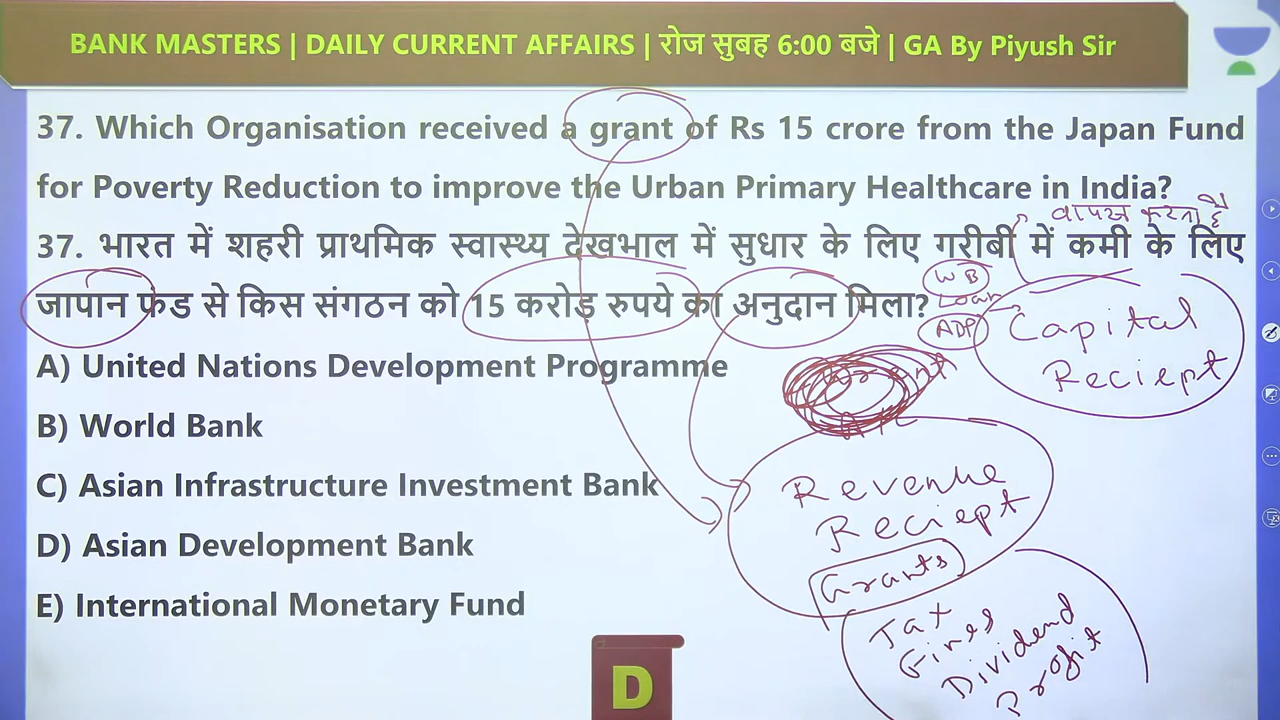 BANK MASTERS | DAILY CURRENT AFFAIRS | रोज सुबह 6:00 बजे | GA By Piyush Sir
37. Which Organisation received a grant of Rs 15 crore from the Japan Fund
for Poverty Reduction to improve the Urban Primary Healthcare in India?
37. भारत में शहरी प्राथमिक स्वास्थ्य देखभाल में सुधार के लिए गरीबी में कमी के लिए
जापान फंड से किस संगठन को 15 करोड़ रुपये का अनुदान मिला?
A) United Nations Development Programme
B) World Bank
C) Asian Infrastructure Investment Bank
D) Asian Development Bank
E) International Monetary Fund
D
वापस करना है
WB
Loan
ADP
Capital
Reciept
Revenue
Reciept
Grants
Tax
Fines
Dividend
Profit